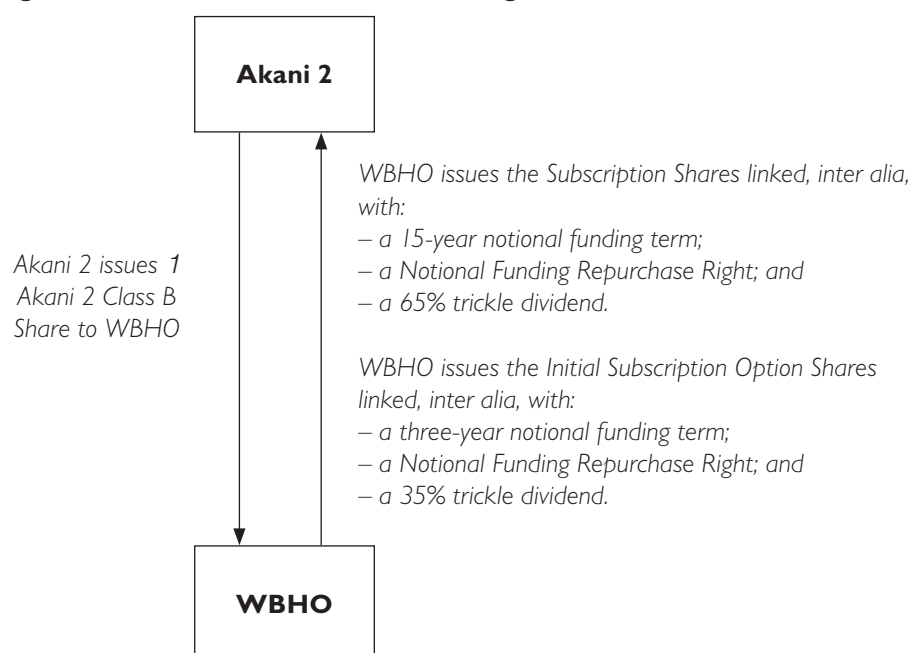 Akani 2
WBHO issues the Subscription Shares linked, inter alia,
with:
– a 15-year notional funding term;
– a Notional Funding Repurchase Right; and
– a 65% trickle dividend.
Akani 2 issues 1
Akani 2 Class B
Share to WBHO
WBHO issues the Initial Subscription Option Shares
linked, inter alia, with:
– a three-year notional funding term;
– a Notional Funding Repurchase Right; and
– a 35% trickle dividend.
WBHO